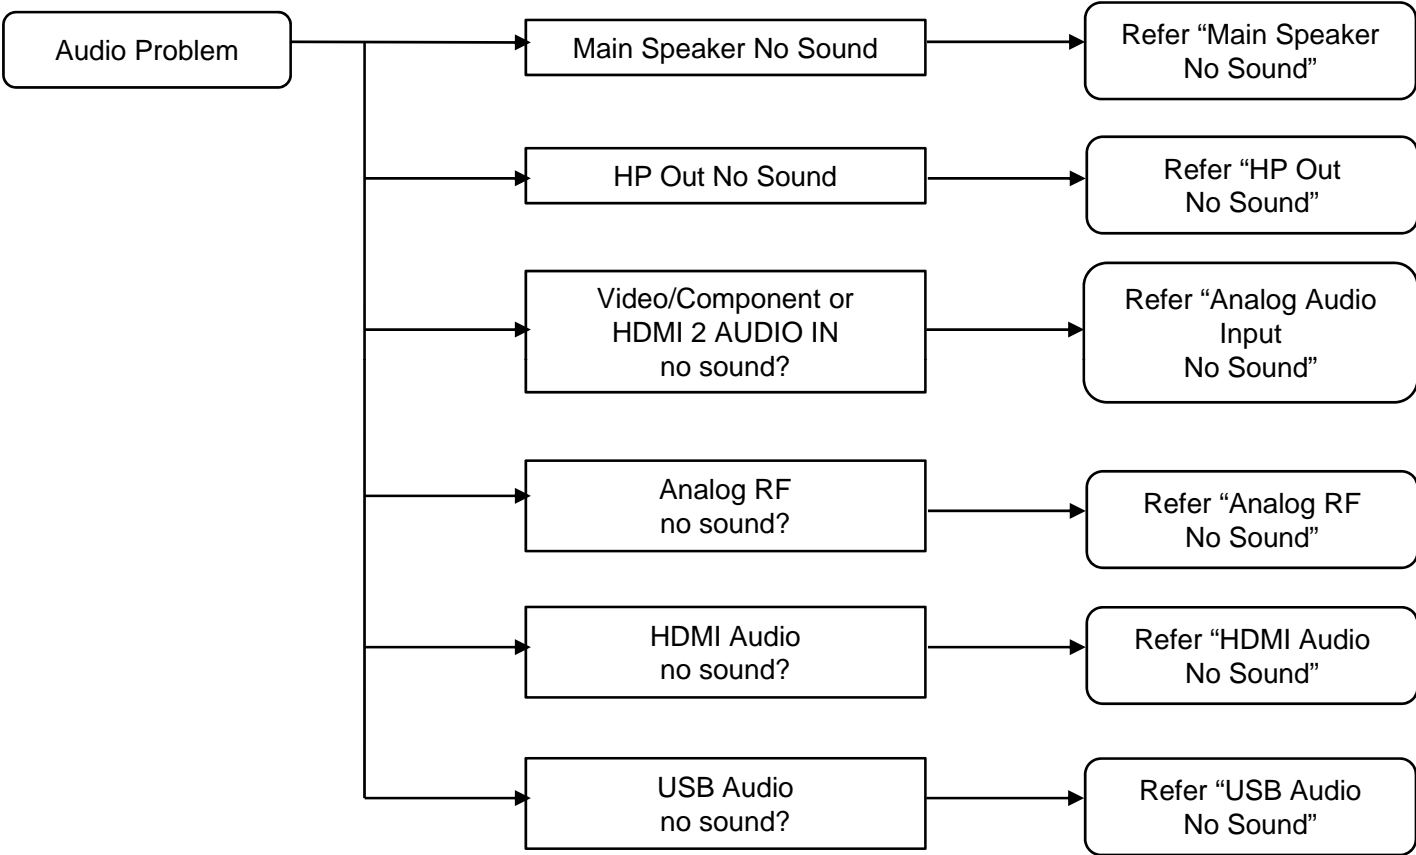 Audio Problem
Main Speaker No Sound
Refer “Main Speaker
No Sound”
HP Out No Sound
Refer “HP Out
No Sound”
Video/Component or
HDMI 2 AUDIO IN
no sound?
Refer “Analog Audio
Input
No Sound”
Analog RF
no sound?
Refer “Analog RF
No Sound”
HDMI Audio
no sound?
Refer “HDMI Audio
No Sound”
USB Audio
no sound?
Refer “USB Audio
No Sound”